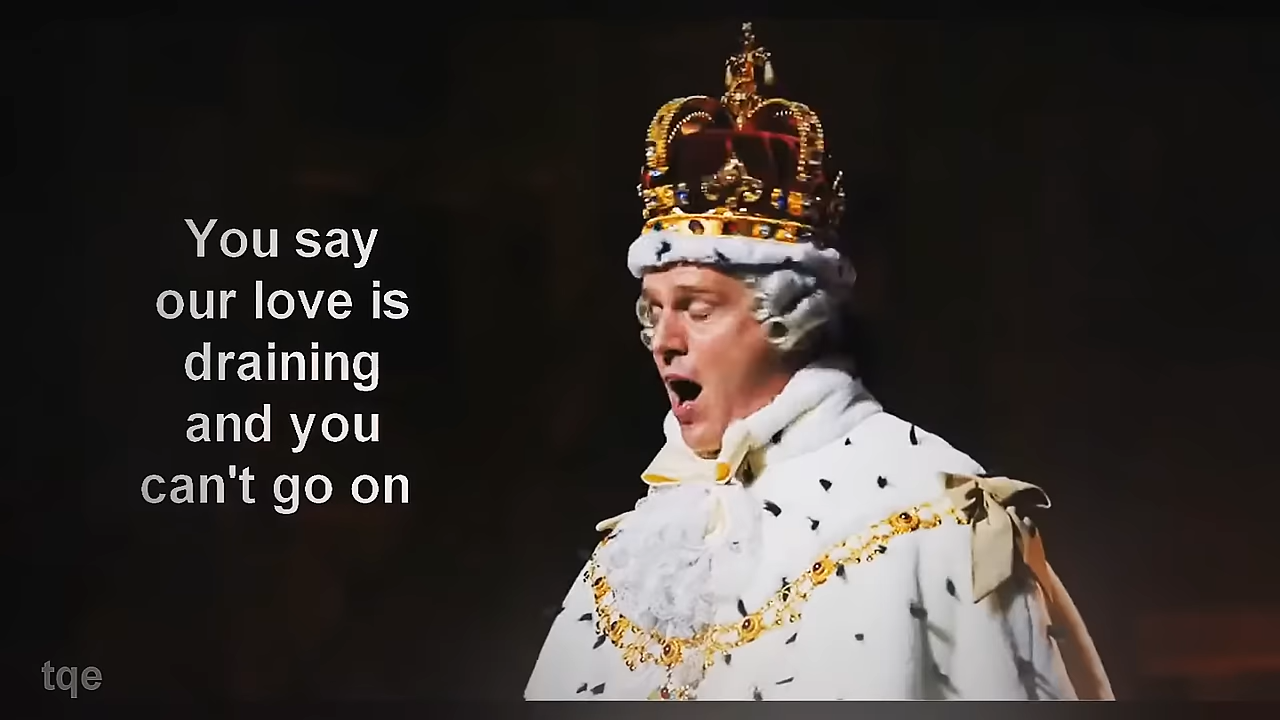 You say
our love is
draining
and you
can't go on
tqe